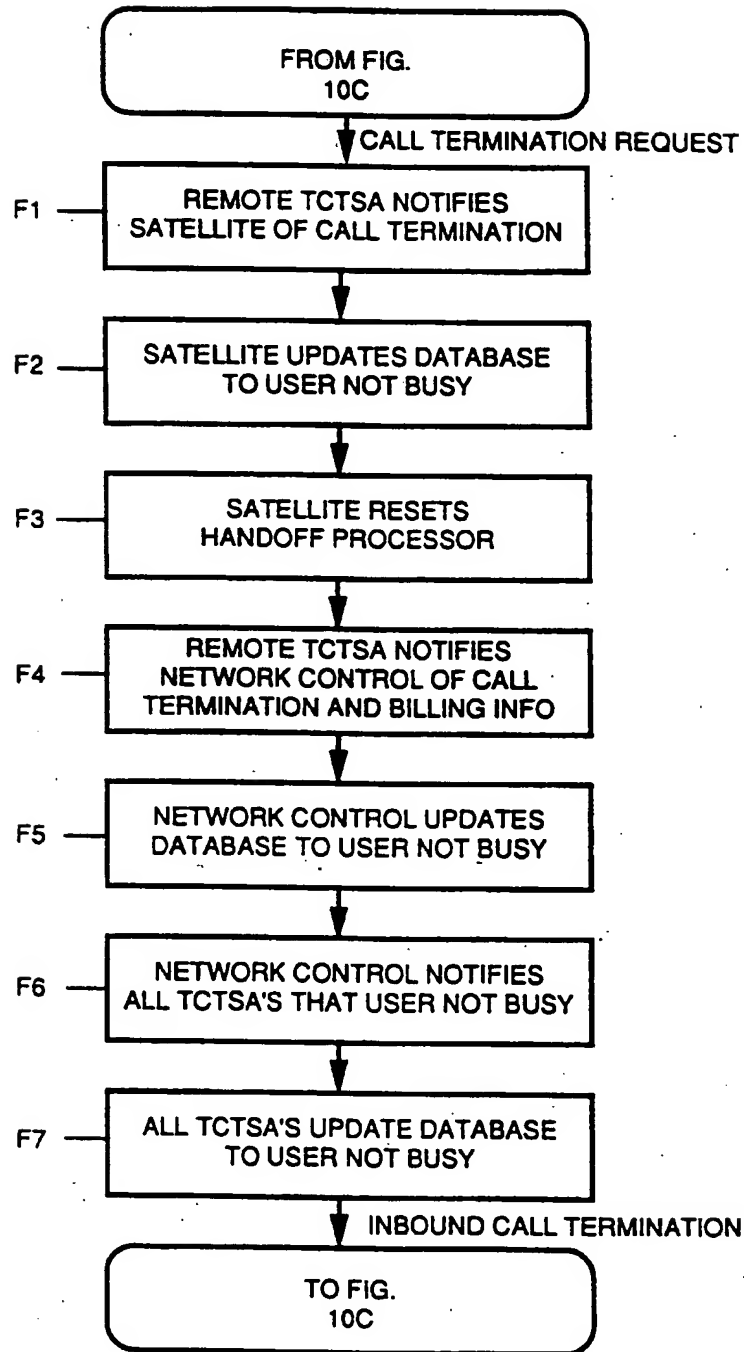 FROM FIG.
10C
CALL TERMINATION REQUEST
F1
REMOTE TCTSA NOTIFIES
SATELLITE OF CALL TERMINATION
F2
SATELLITE UPDATES DATABASE
TO USER NOT BUSY
F3
SATELLITE RESETS
HANDOFF PROCESSOR
F4
REMOTE TCTSA NOTIFIES
NETWORK CONTROL OF CALL
TERMINATION AND BILLING INFO
F5
NETWORK CONTROL UPDATES
DATABASE TO USER NOT BUSY
F6
NETWORK CONTROL NOTIFIES
ALL TCTSA'S THAT USER NOT BUSY
F7
ALL TCTSA'S UPDATE DATABASE
TO USER NOT BUSY
INBOUND CALL TERMINATION
TO FIG.
10C